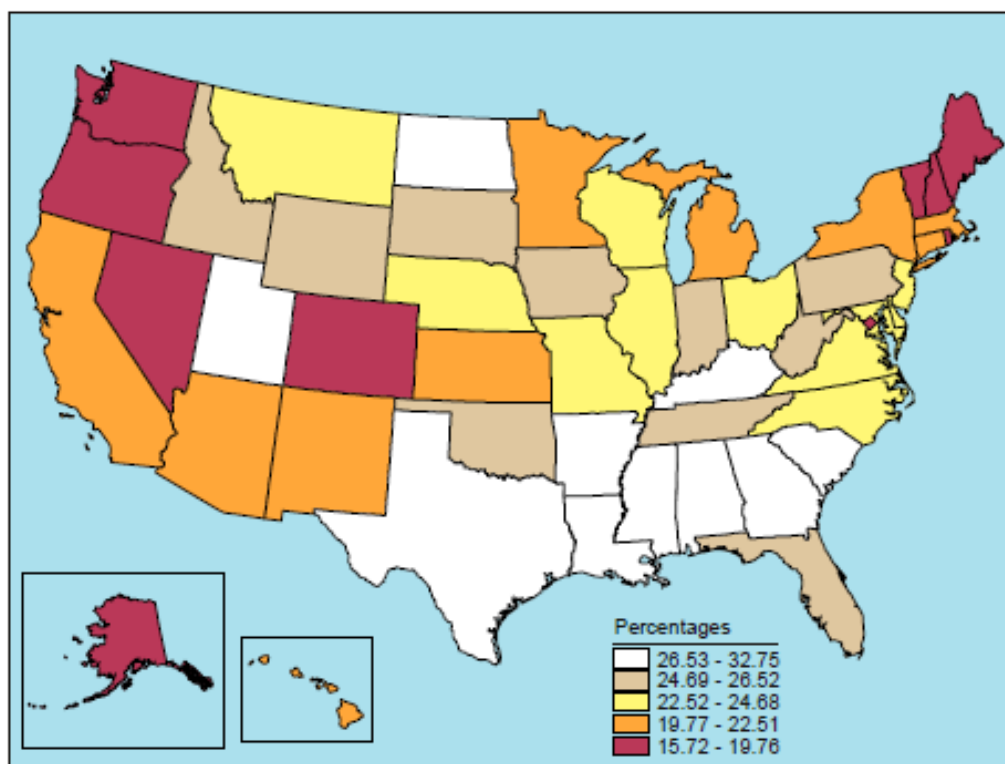 Percentages
26.53 - 32.75
24.69 - 26.52
22.52 - 24.68
19.77 - 22.51
15.72 - 19.76